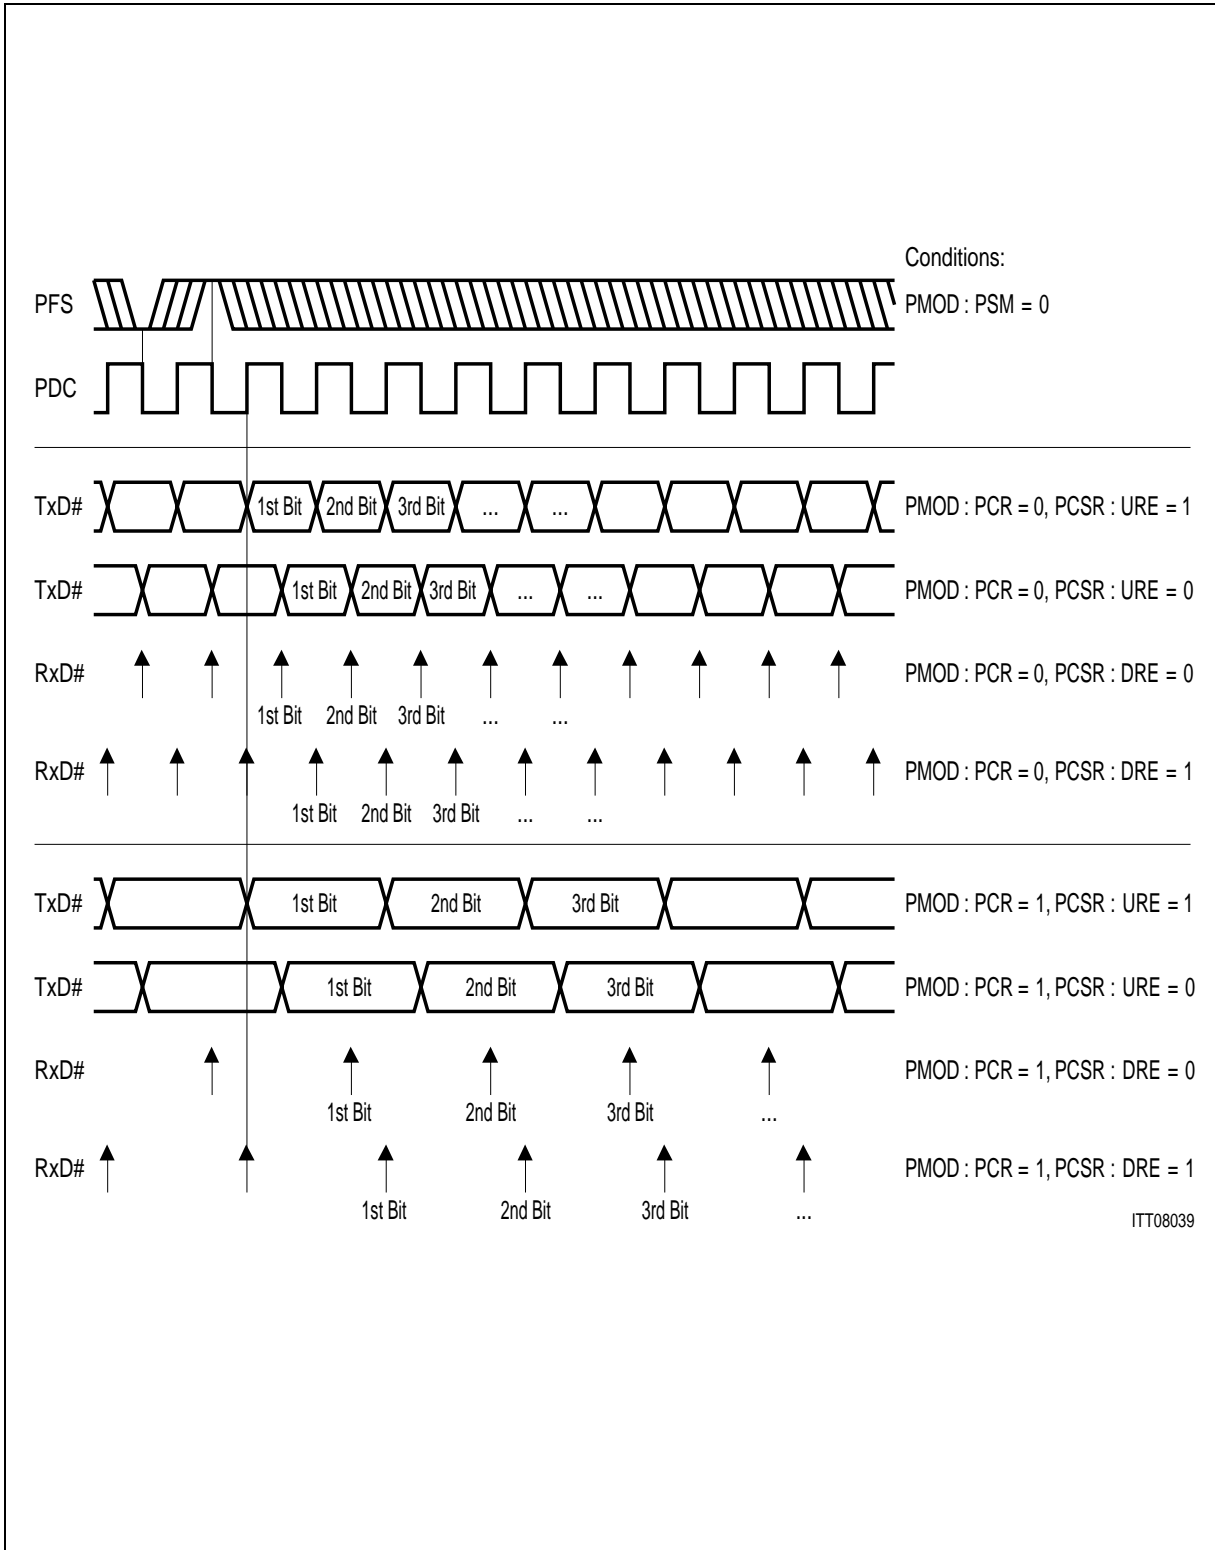 Conditions:
PFS PMOD : PSM = 0
PDC
TxD# 1st Bit 2nd Bit 3rd Bit ... ... PMOD : PCR = 0, PCSR : URE = 1
TxD# 1st Bit 2nd Bit 3rd Bit ... ... PMOD : PCR = 0, PCSR : URE = 0
RxD# PMOD : PCR = 0, PCSR : DRE = 0
1st Bit 2nd Bit 3rd Bit ... ...
RxD# PMOD : PCR = 0, PCSR : DRE = 1
1st Bit 2nd Bit 3rd Bit ... ...
TxD# 1st Bit 2nd Bit 3rd Bit PMOD : PCR = 1, PCSR : URE = 1
TxD# 1st Bit 2nd Bit 3rd Bit PMOD : PCR = 1, PCSR : URE = 0
RxD# PMOD : PCR = 1, PCSR : DRE = 0
1st Bit 2nd Bit 3rd Bit ...
RxD# PMOD : PCR = 1, PCSR : DRE = 1
1st Bit 2nd Bit 3rd Bit ...
ITT08039